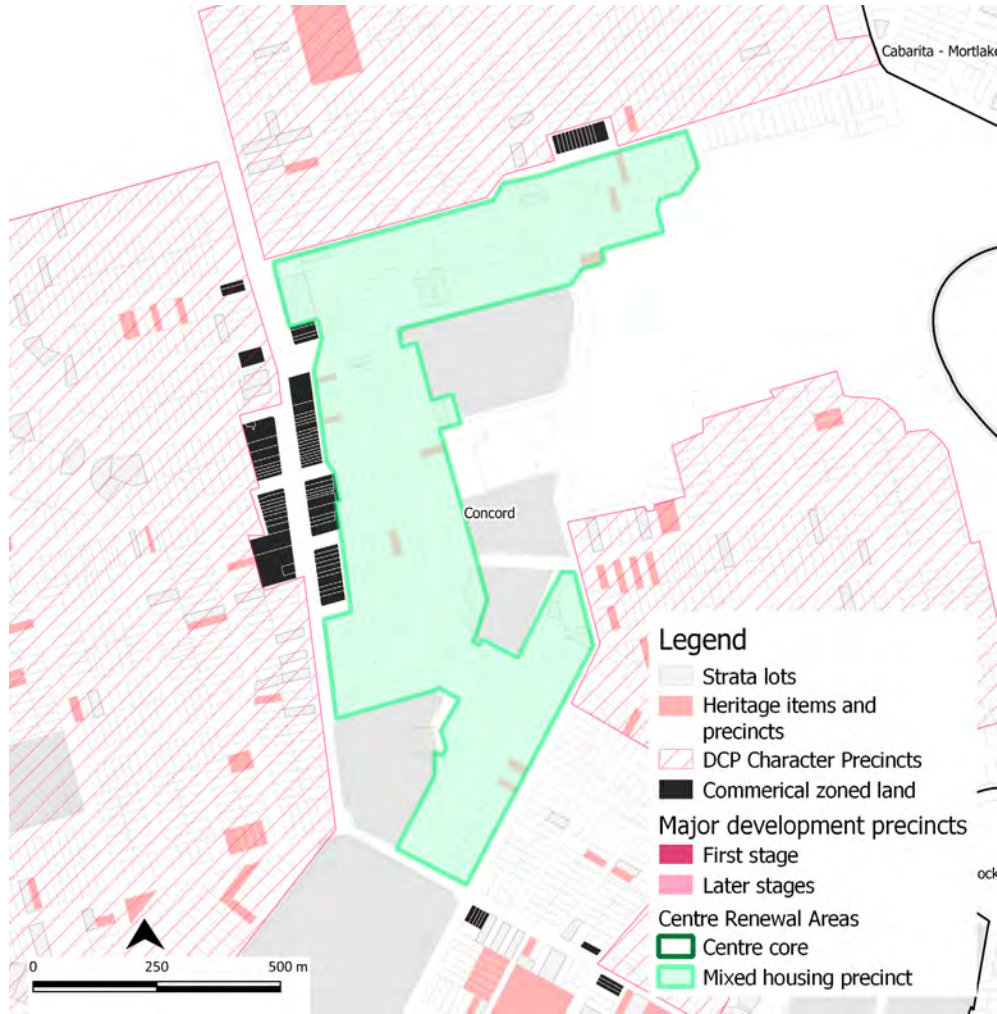 Cabarita - Mortlake
Concord
Legend
Strata lots
Heritage items and
precincts
DCP Character Precincts
Commerical zoned land
Major development precincts
First stage
Later stages
Centre Renewal Areas
Centre core
Mixed housing precinct
ock
0 250 500 m